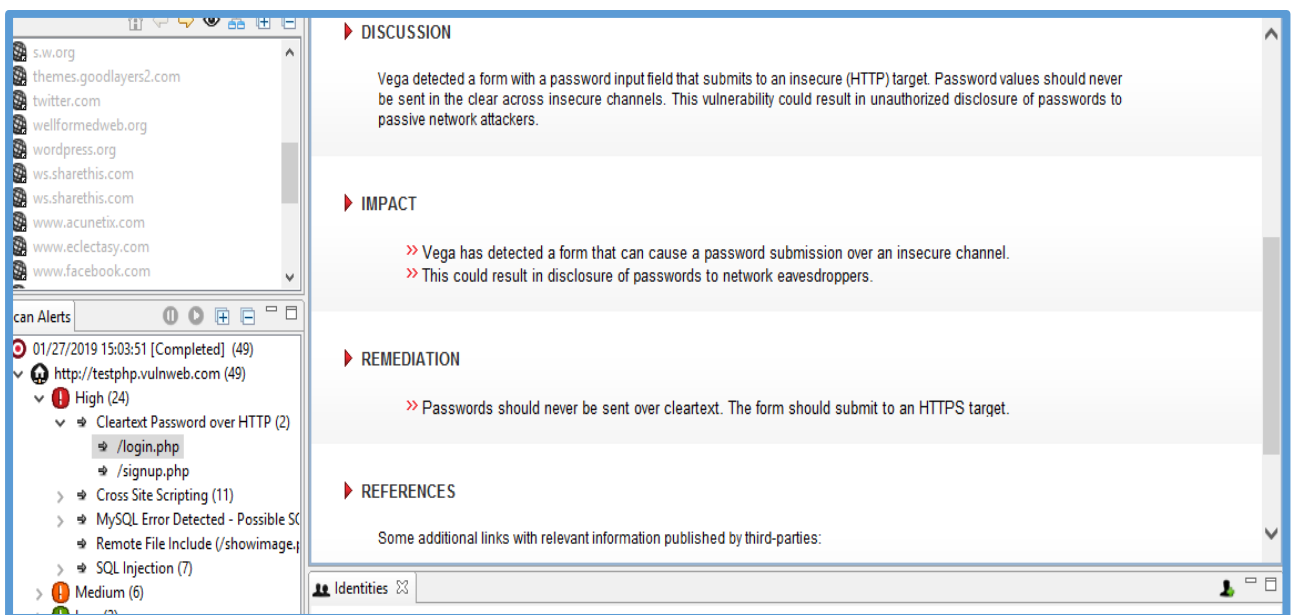 s.w.org
themes.goodlayers2.com
twitter.com
wellformedweb.org
wordpress.org
ws.sharethis.com
ws.sharethis.com
www.acunetix.com
www.eclectasy.com
www.facebook.com
can Alerts
01/27/2019 15:03:51 [Completed] (49)
http://testphp.vulnweb.com (49)
High (24)
Cleartext Password over HTTP (2)
/login.php
/signup.php
Cross Site Scripting (11)
MySQL Error Detected - Possible SQ
Remote File Include (/showimage.p
SQL Injection (7)
Medium (6)
DISCUSSION
Vega detected a form with a password input field that submits to an insecure (HTTP) target. Password values should never
be sent in the clear across insecure channels. This vulnerability could result in unauthorized disclosure of passwords to
passive network attackers.
IMPACT
Vega has detected a form that can cause a password submission over an insecure channel.
This could result in disclosure of passwords to network eavesdroppers.
REMEDIATION
Passwords should never be sent over cleartext. The form should submit to an HTTPS target.
REFERENCES
Some additional links with relevant information published by third-parties:
Identities